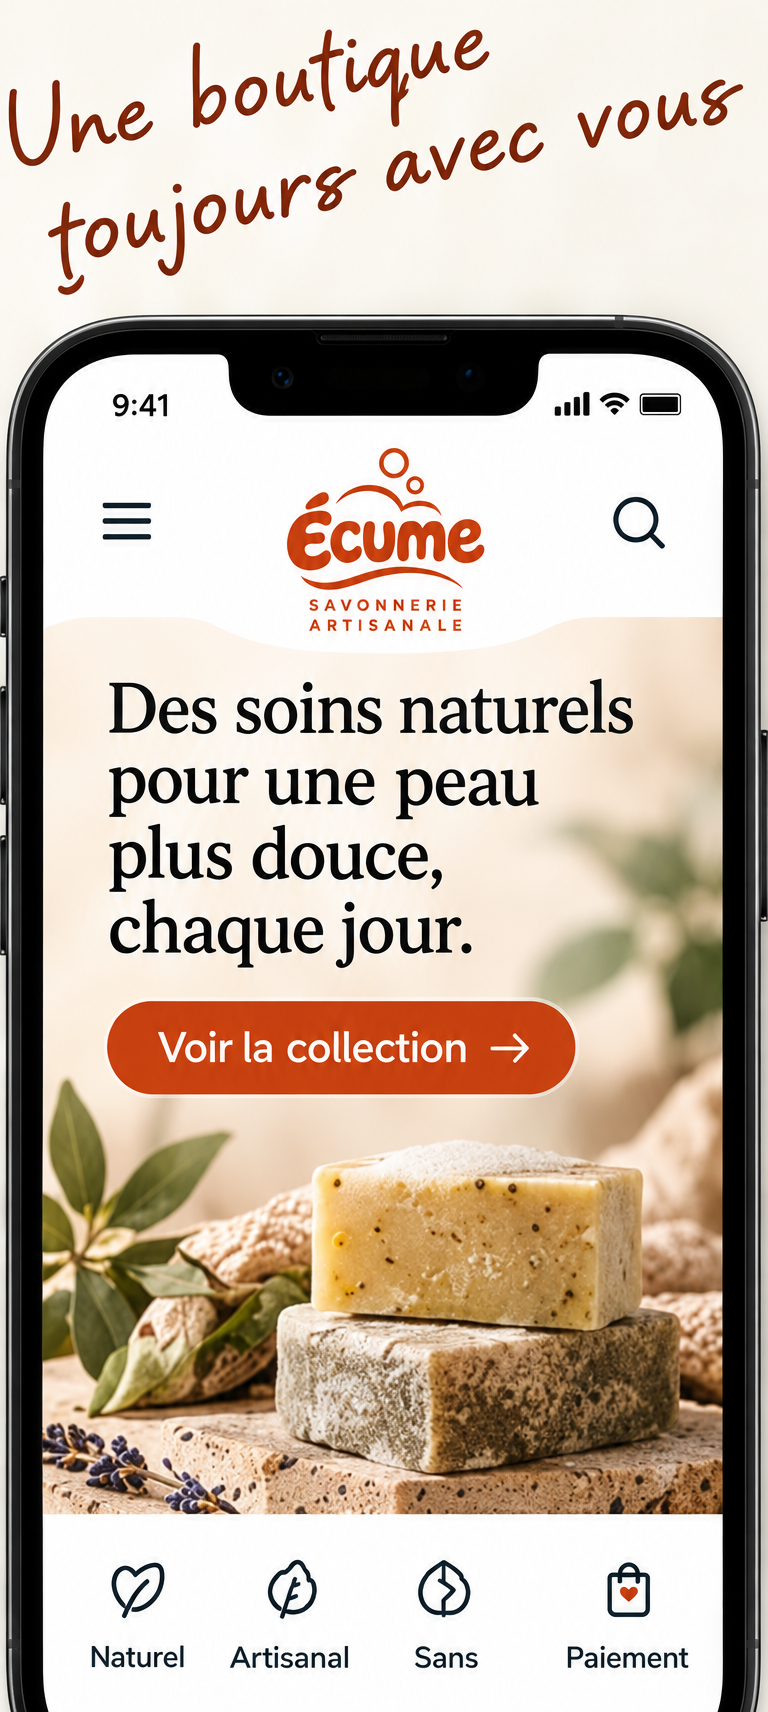 Une boutique
toujours avec vous
9:41
Écume
SAVONNERIE
ARTISANALE
Des soins naturels
pour une peau
plus douce,
chaque jour.
Voir la collection →
Naturel
Artisanal
Sans
Paiement